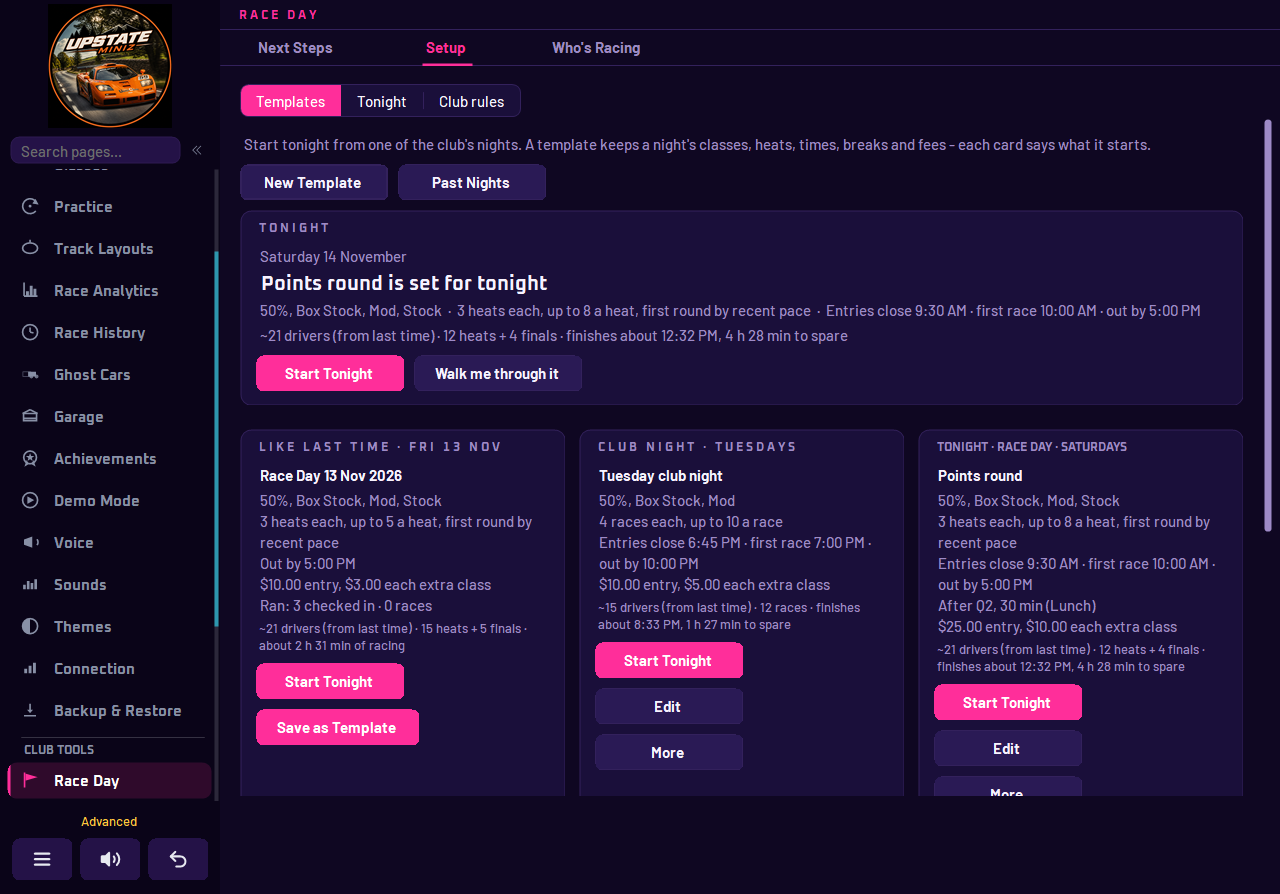 UPSTATE
MINIZ
Search pages...
Practice
Track Layouts
Race Analytics
Race History
Ghost Cars
Garage
Achievements
Demo Mode
Voice
Sounds
Themes
Connection
Backup & Restore
CLUB TOOLS
Race Day
Advanced
RACE DAY
Next Steps
Setup
Who's Racing
Templates
Tonight
Club rules
Start tonight from one of the club's nights. A template keeps a night's classes, heats, times, breaks and fees - each card says what it starts.
New Template
Past Nights
TONIGHT
Saturday 14 November
Points round is set for tonight
50%, Box Stock, Mod, Stock · 3 heats each, up to 8 a heat, first round by recent pace · Entries close 9:30 AM · first race 10:00 AM · out by 5:00 PM
~21 drivers (from last time) · 12 heats + 4 finals · finishes about 12:32 PM, 4 h 28 min to spare
Start Tonight
Walk me through it
LIKE LAST TIME · FRI 13 NOV
Race Day 13 Nov 2026
50%, Box Stock, Mod, Stock
3 heats each, up to 5 a heat, first round by
recent pace
Out by 5:00 PM
$10.00 entry, $3.00 each extra class
Ran: 3 checked in · 0 races
~21 drivers (from last time) · 15 heats + 5 finals ·
about 2 h 31 min of racing
Start Tonight
Save as Template
CLUB NIGHT · TUESDAYS
Tuesday club night
50%, Box Stock, Mod
4 races each, up to 10 a race
Entries close 6:45 PM · first race 7:00 PM ·
out by 10:00 PM
$10.00 entry, $5.00 each extra class
~15 drivers (from last time) · 12 races · finishes
about 8:33 PM, 1 h 27 min to spare
Start Tonight
Edit
More
TONIGHT · RACE DAY · SATURDAYS
Points round
50%, Box Stock, Mod, Stock
3 heats each, up to 8 a heat, first round by
recent pace
Entries close 9:30 AM · first race 10:00 AM ·
out by 5:00 PM
After Q2, 30 min (Lunch)
$25.00 entry, $10.00 each extra class
~21 drivers (from last time) · 12 heats + 4 finals ·
finishes about 12:32 PM, 4 h 28 min to spare
Start Tonight
Edit
More